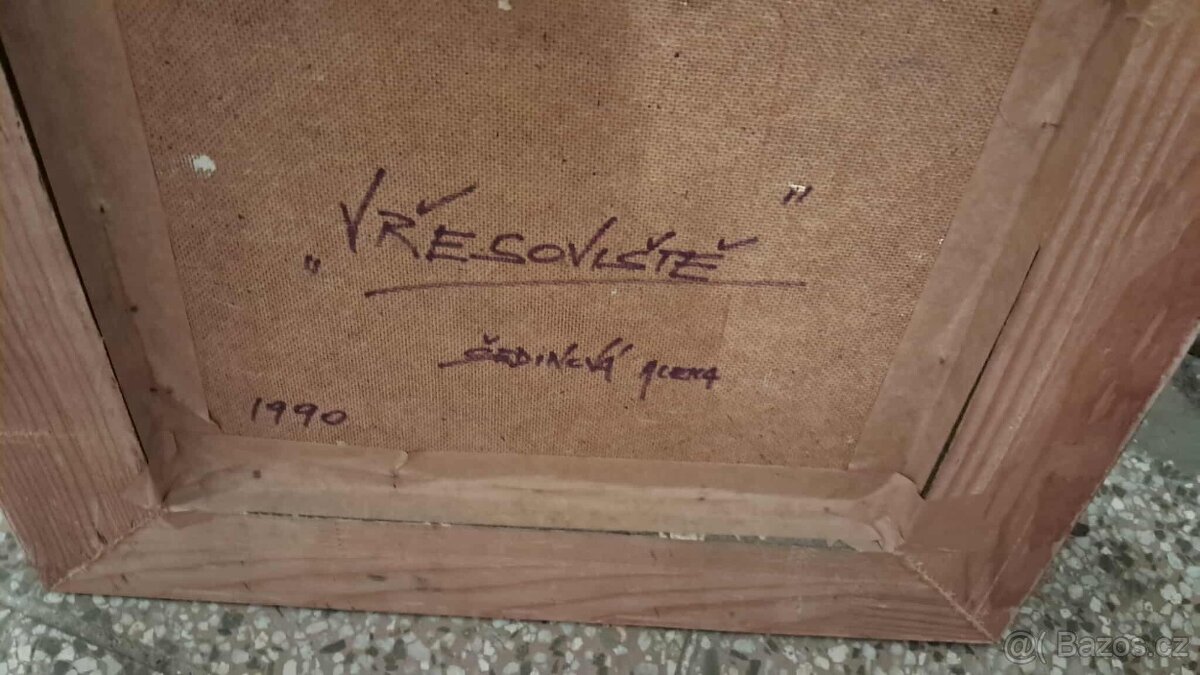 „VŘESOVIŠTĚ"
ŠEDINOVÁ ALENA
1990
@( Bazos.cz